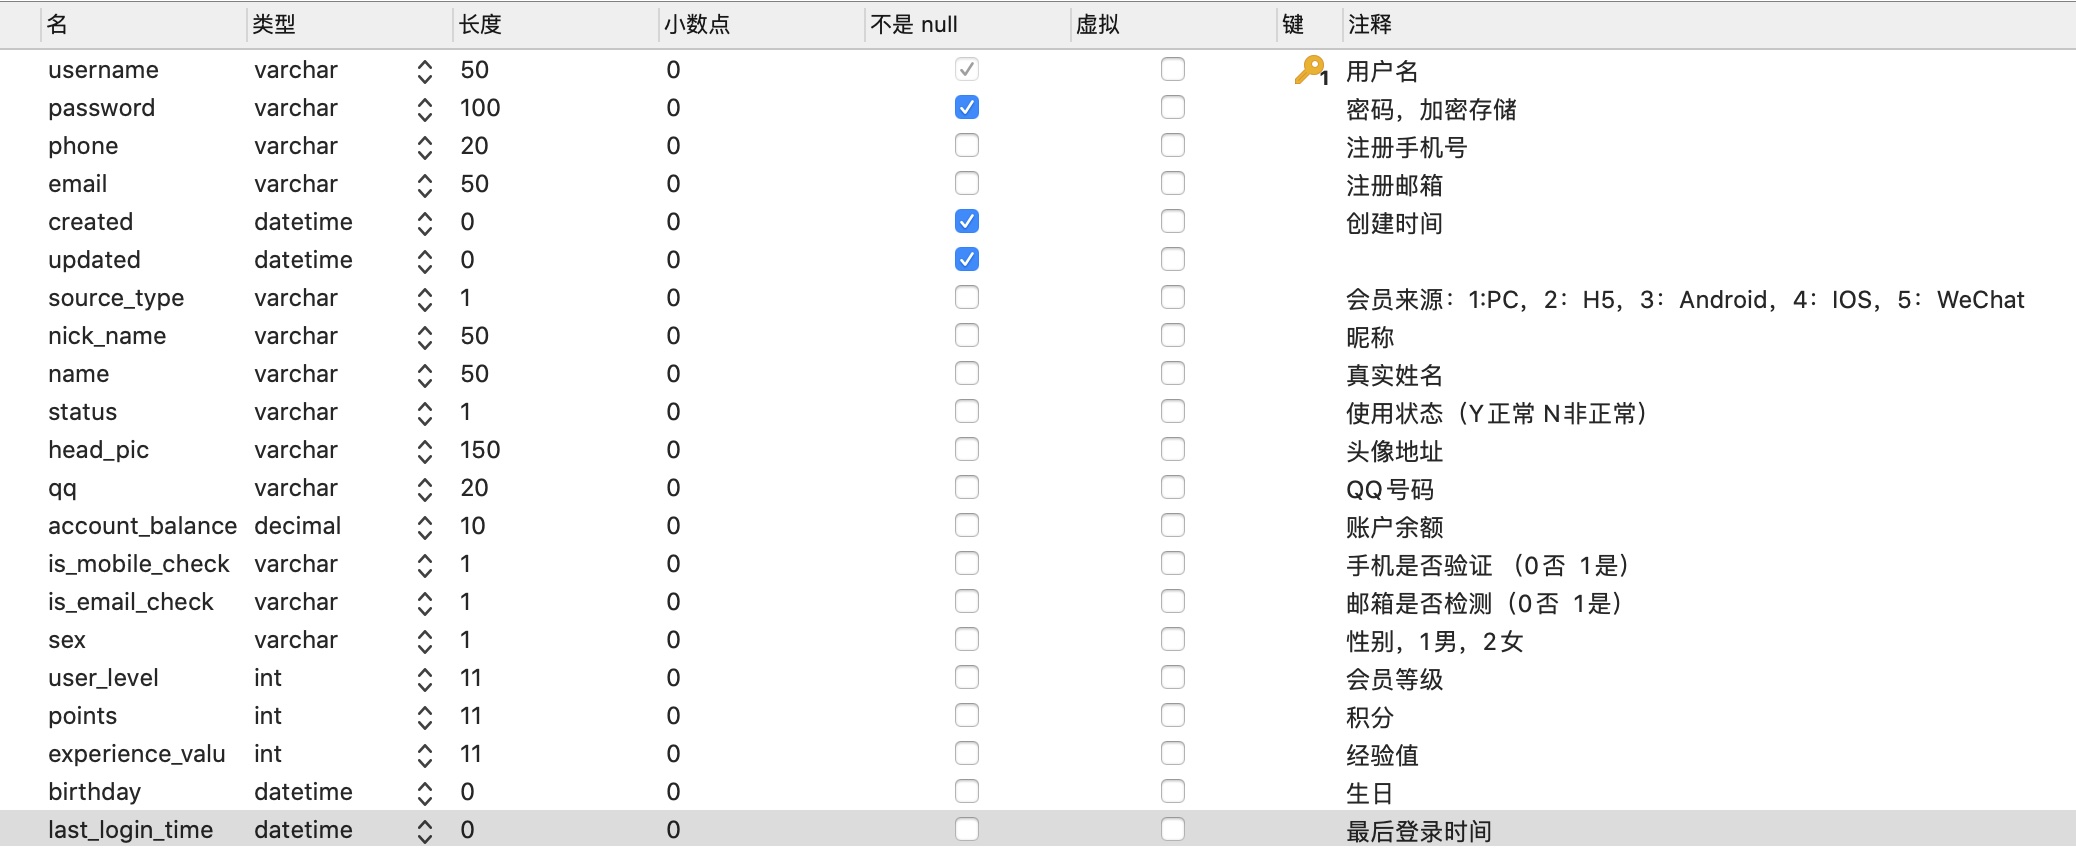 名 类型 长度 小数点 不是 null 虚拟 键 注释
username varchar 50 0 1 用户名
password varchar 100 0 密码，加密存储
phone varchar 20 0 注册手机号
email varchar 50 0 注册邮箱
created datetime 0 0 创建时间
updated datetime 0 0
source_type varchar 1 0 会员来源：1:PC，2：H5，3：Android，4：IOS，5：WeChat
nick_name varchar 50 0 昵称
name varchar 50 0 真实姓名
status varchar 1 0 使用状态（Y正常 N非正常）
head_pic varchar 150 0 头像地址
qq varchar 20 0 QQ号码
account_balance decimal 10 0 账户余额
is_mobile_check varchar 1 0 手机是否验证 （0否  1是）
is_email_check varchar 1 0 邮箱是否检测（0否  1是）
sex varchar 1 0 性别，1男，2女
user_level int 11 0 会员等级
points int 11 0 积分
experience_valu int 11 0 经验值
birthday datetime 0 0 生日
last_login_time datetime 0 0 最后登录时间